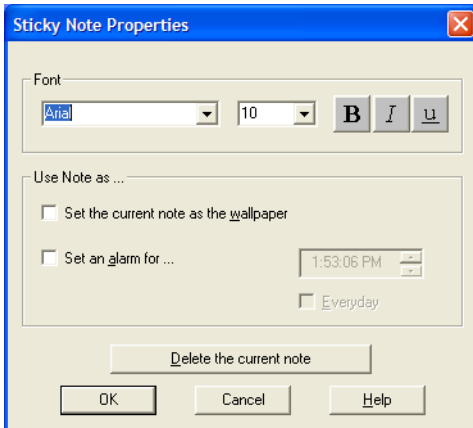 Sticky Note Properties
Font
Arial 10 B I u
Use Note as ...
Set the current note as the wallpaper
Set an alarm for ... 1:53:06 PM
Everyday
Delete the current note
OK Cancel Help